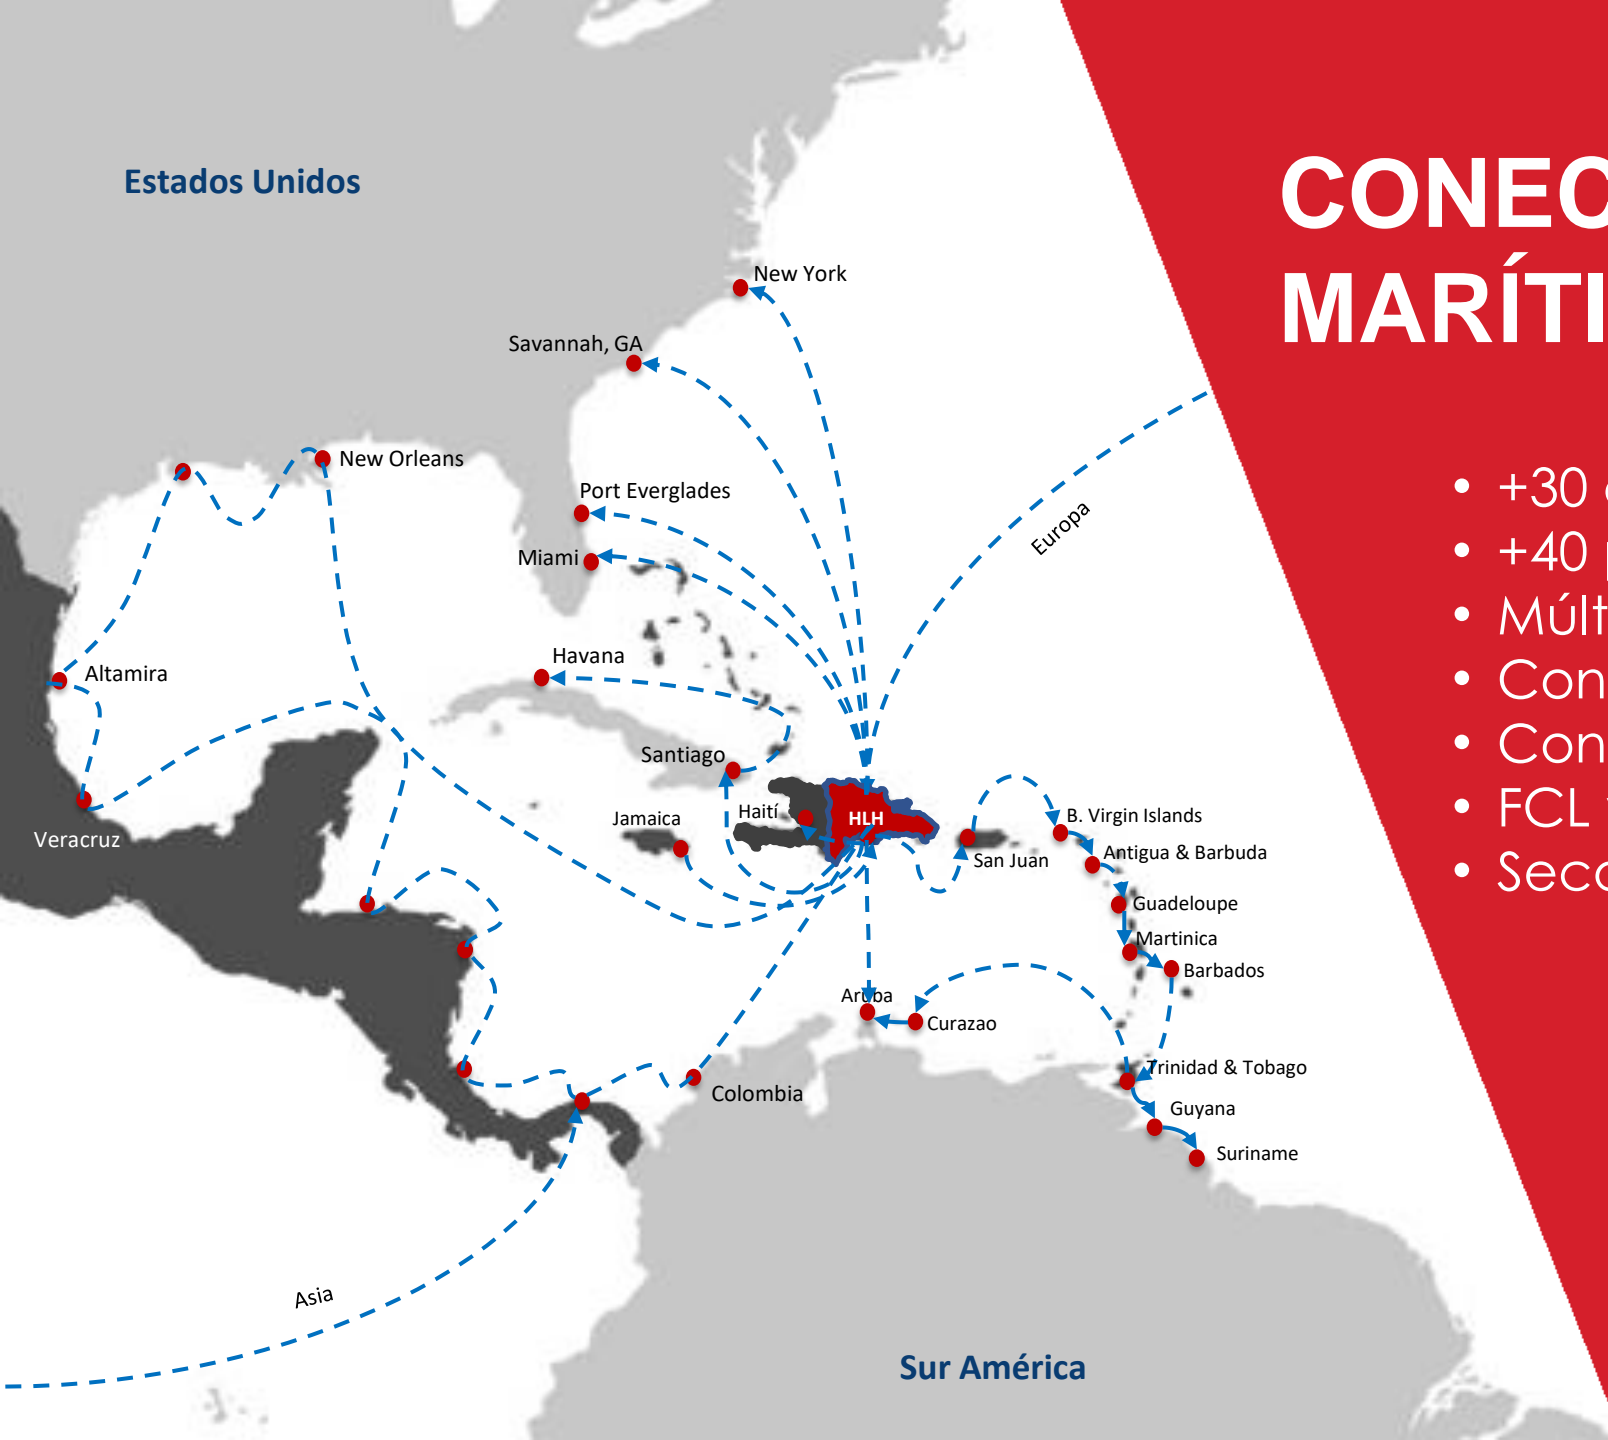 Estados Unidos
CONEC
MARÍTI
New York
Savannah, GA
New Orleans
Port Everglades
Miami
Europa
+30
+40
Múlt
Con
Con
FCL
Seco
Altamira
Havana
Santiago
Veracruz
Jamaica
Haití
HLH
San Juan
B. Virgin Islands
Antigua & Barbuda
Guadeloupe
Martinica
Barbados
Aruba
Curazao
Colombia
Trinidad & Tobago
Guyana
Suriname
Asia
Sur América